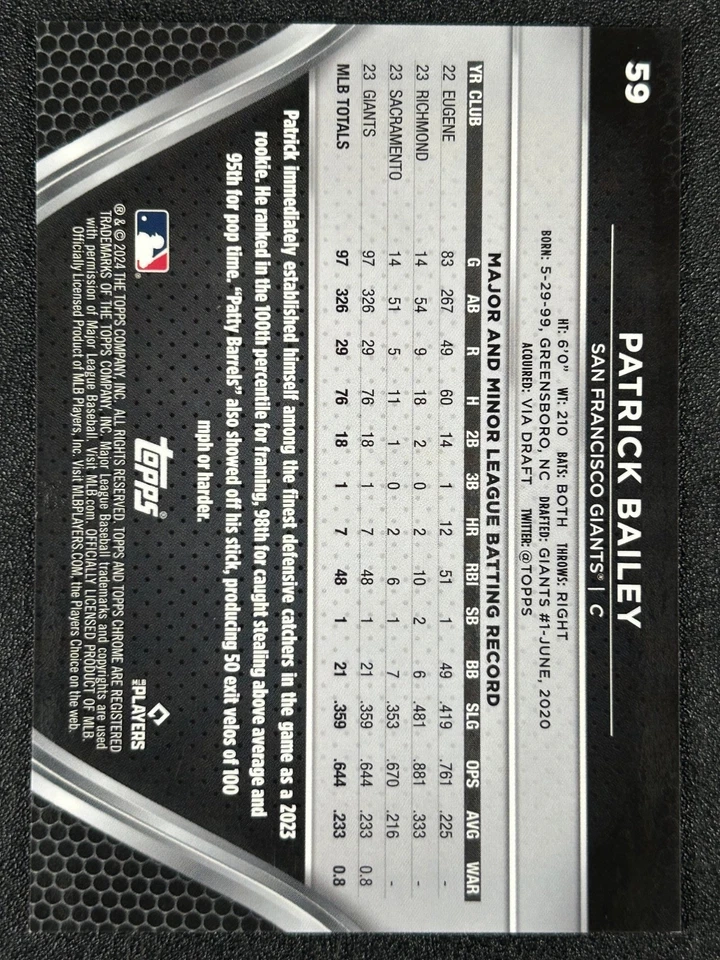 59
PATRICK BAILEY
SAN FRANCISCO GIANTS® | C
HT: 6'0" WT: 210 BATS: BOTH THROWS: RIGHT
BORN: 5-29-99, GREENSBORO, NC DRAFTED: GIANTS #1-JUNE, 2020
ACQUIRED: VIA DRAFT TWITTER: @TOPPS
MAJOR AND MINOR LEAGUE BATTING RECORD
YR CLUB G AB R H 2B 3B HR RBI SB BB SLG OPS AVG WAR
22 EUGENE 83 267 49 60 14 1 12 51 1 49 .419 .761 .225 -
23 RICHMOND 14 54 9 18 2 0 2 10 2 6 .481 .881 .333 -
23 SACRAMENTO 14 51 5 11 1 0 2 6 1 7 .353 .670 .216 -
23 GIANTS 97 326 29 76 18 1 7 48 1 21 .359 .644 .233 0.8
MLB TOTALS 97 326 29 76 18 1 7 48 1 21 .359 .644 .233 0.8
Patrick immediately established himself among the finest defensive catchers in the game as a 2023
rookie. He ranked in the 100th percentile for framing, 98th for caught stealing above average and
95th for pop time. "Patty Barrels" also showed off his stick, producing 50 exit velos of 100
mph or harder.
topps®
MLB PLAYERS
® & © 2024 THE TOPPS COMPANY, INC. ALL RIGHTS RESERVED. TOPPS AND TOPPS CHROME ARE REGISTERED
TRADEMARKS OF THE TOPPS COMPANY, INC. Major League Baseball trademarks and copyrights are used
with permission of Major League Baseball. Visit MLB.com. OFFICIALLY LICENSED PRODUCT OF MLB
Officially Licensed Product of MLB Players, Inc. Visit MLBPLAYERS.COM, the Players Choice on the web.